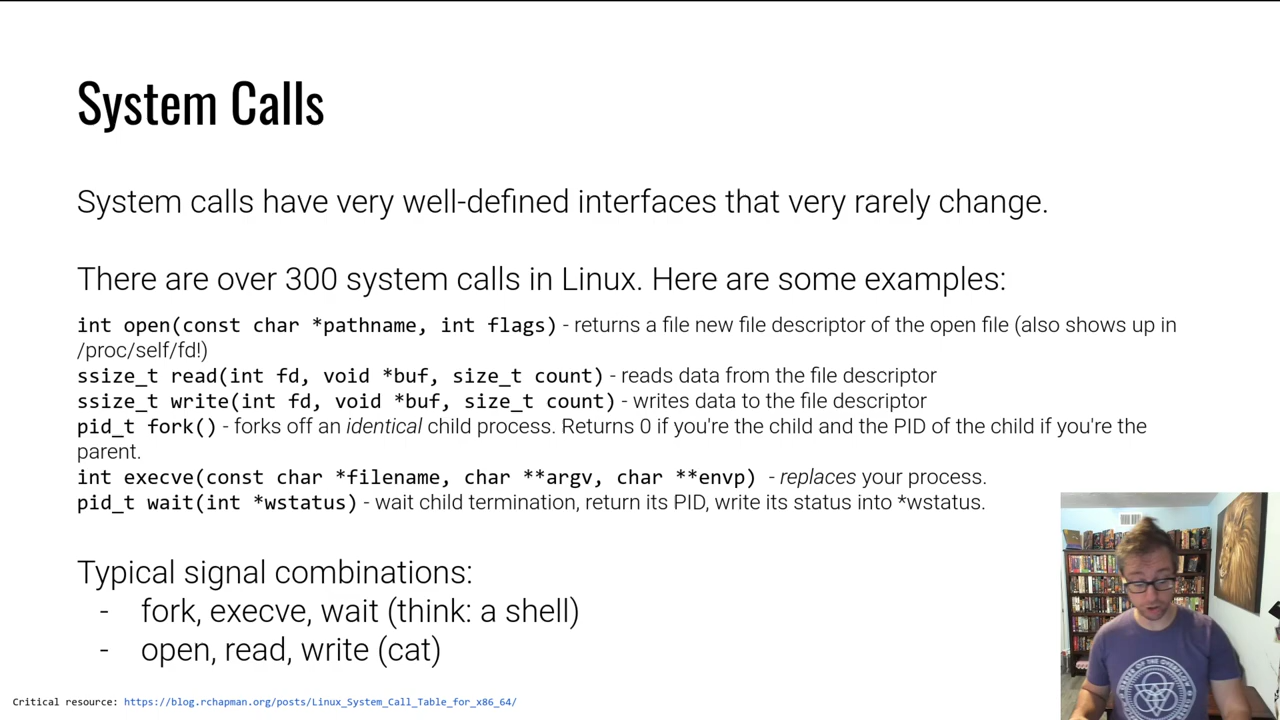 System Calls
System calls have very well-defined interfaces that very rarely change.
There are over 300 system calls in Linux. Here are some examples:
int open(const char *pathname, int flags) - returns a file new file descriptor of the open file (also shows up in
/proc/self/fd!)
ssize_t read(int fd, void *buf, size_t count) - reads data from the file descriptor
ssize_t write(int fd, void *buf, size_t count) - writes data to the file descriptor
pid_t fork() - forks off an identical child process. Returns 0 if you're the child and the PID of the child if you're the
parent.
int execve(const char *filename, char **argv, char **envp) - replaces your process.
pid_t wait(int *wstatus) - wait child termination, return its PID, write its status into *wstatus.
Typical signal combinations:
- fork, execve, wait (think: a shell)
- open, read, write (cat)
Critical resource: https://blog.rchapman.org/posts/Linux_System_Call_Table_for_x86_64/
ORDER OF THE OVERFLOW